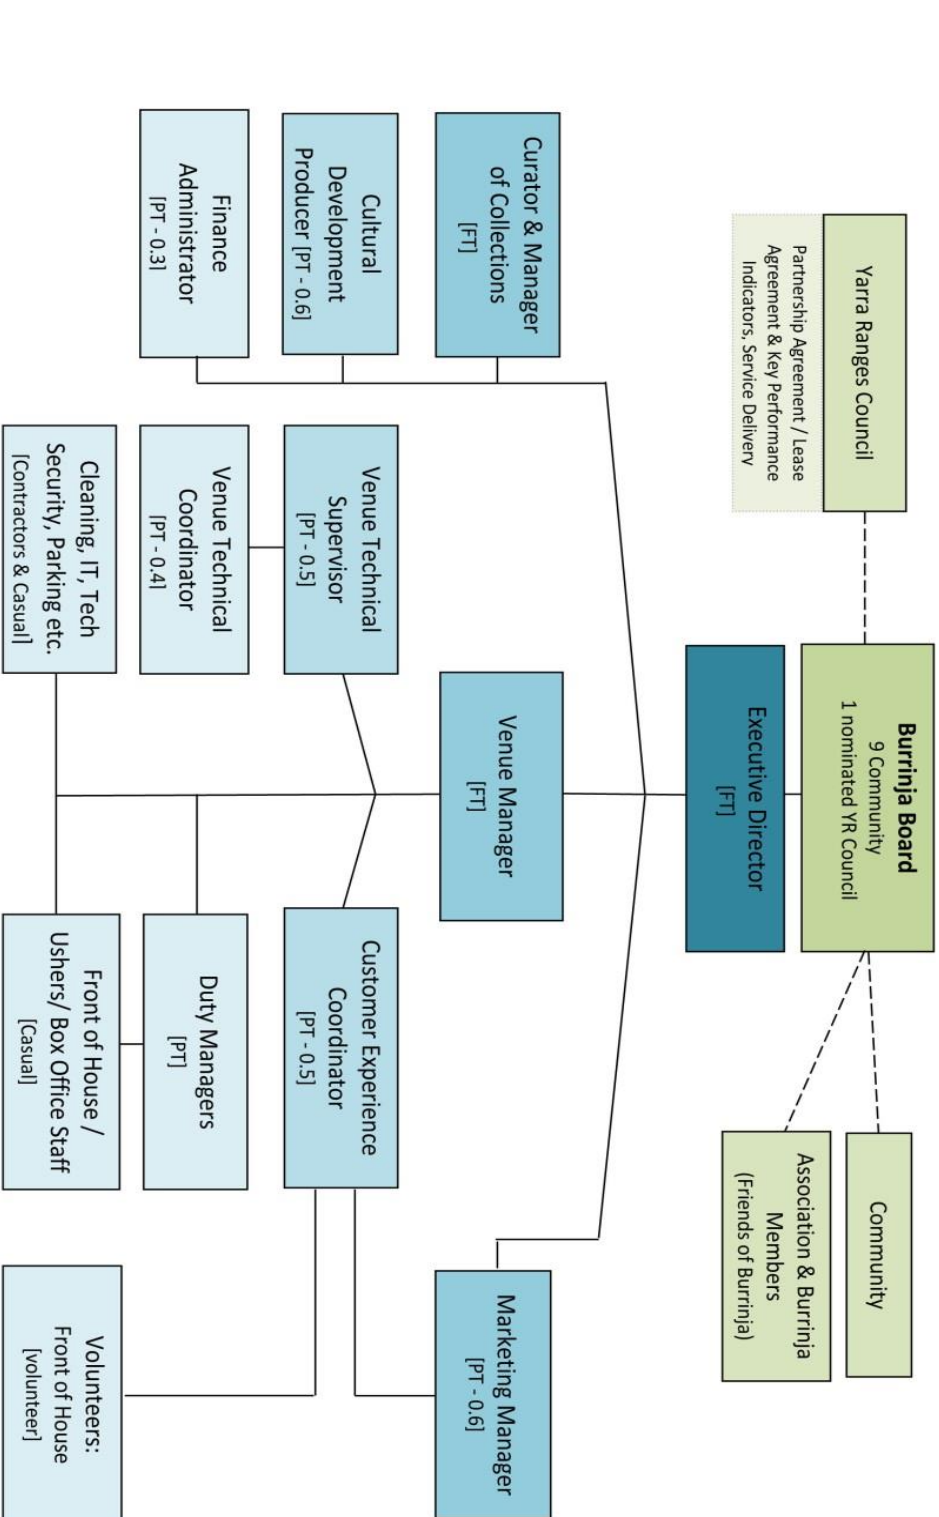 Burrinja Board
9 Community
1 nominated YR Council
Yarra Ranges Council
Partnership Agreement / Lease
Agreement & Key Performance
Indicators, Service Delivery
Community
Association & Burrinja
Members
(Friends of Burrinja)
Executive Director
[FT]
Curator & Manager
of Collections
[FT]
Venue Manager
[FT]
Marketing Manager
[PT - 0.6]
Cultural
Development
Producer [PT - 0.6]
Venue Technical
Supervisor
[PT - 0.5]
Customer Experience
Coordinator
[PT - 0.5]
Finance
Administrator
[PT - 0.3]
Venue Technical
Coordinator
[PT - 0.4]
Duty Managers
[PT]
Cleaning, IT, Tech
Security, Parking etc.
[Contractors & Casual]
Front of House /
Ushers/ Box Office Staff
[Casual]
Volunteers:
Front of House
[volunteer]